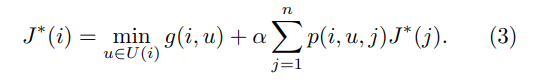 J*(i) = min_{u∈U(i)} g(i, u) + α ∑_{j=1}^{n} p(i, u, j)J*(j). (3)